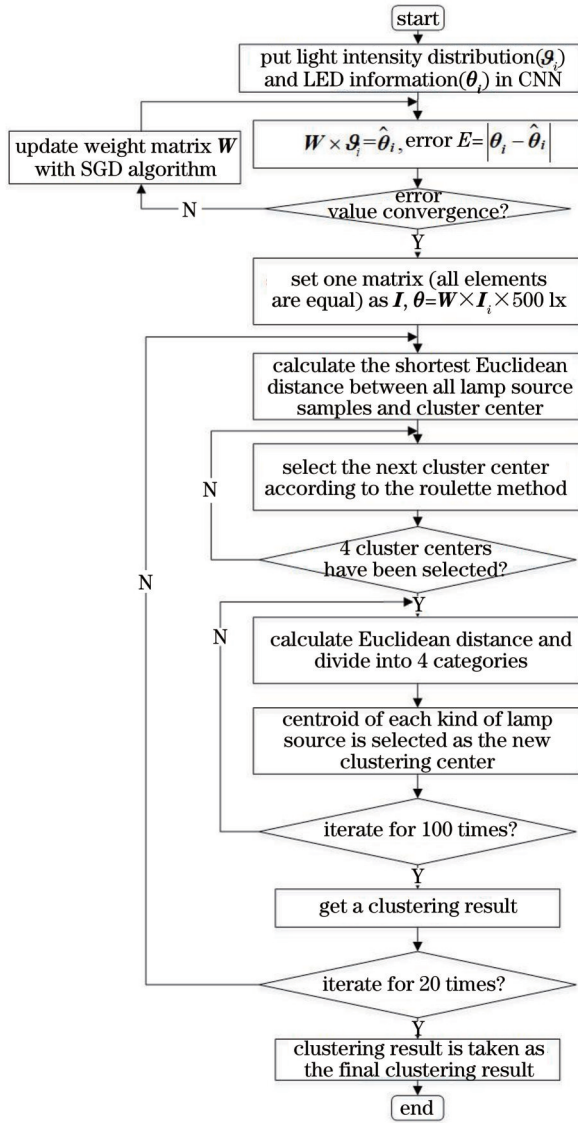 start
put light intensity distribution(𝝑ᵢ)
and LED information(θᵢ) in CNN
update weight matrix W
with SGD algorithm
W × 𝝑ᵢ=θ̂ᵢ, error E=|θᵢ − θ̂ᵢ|
error
value convergence?
N
Y
set one matrix (all elements
are equal) as I, θ=W×Iᵢ×500 lx
calculate the shortest Euclidean
distance between all lamp source
samples and cluster center
select the next cluster center
according to the roulette method
N
4 cluster centers
have been selected?
N
Y
N
calculate Euclidean distance and
divide into 4 categories
centroid of each kind of lamp
source is selected as the new
clustering center
iterate for 100 times?
Y
get a clustering result
iterate for 20 times?
Y
clustering result is taken as
the final clustering result
end